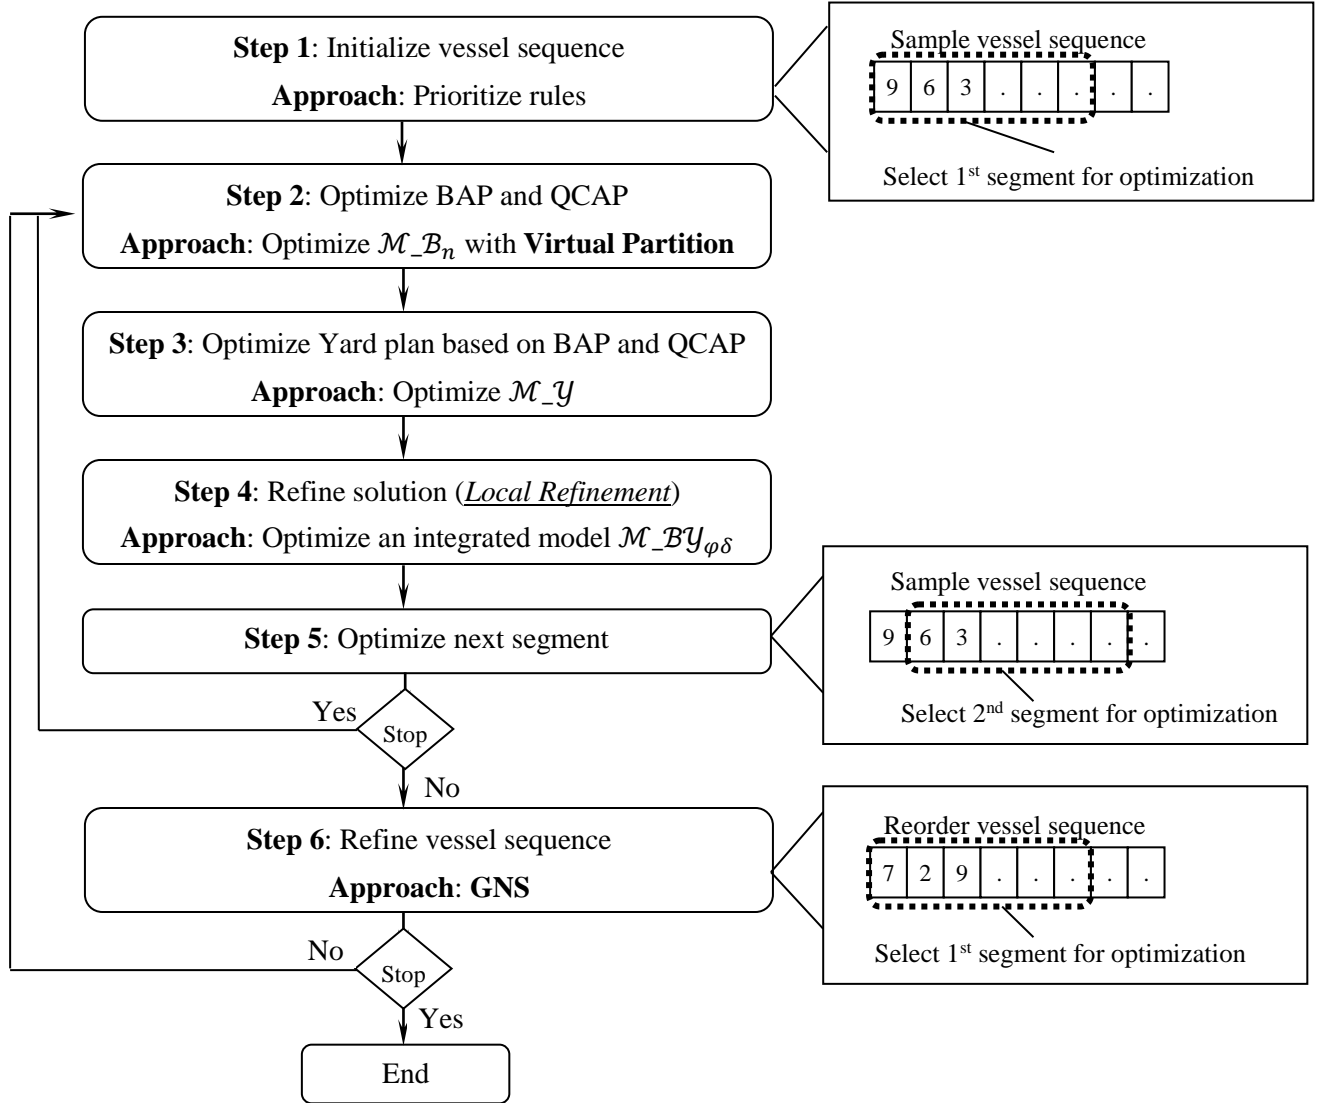 Step 1: Initialize vessel sequence
Approach: Prioritize rules
Sample vessel sequence
9 6 3 . . . . .
Select 1st segment for optimization
Step 2: Optimize BAP and QCAP
Approach: Optimize ℳ_ℬₙ with Virtual Partition
Step 3: Optimize Yard plan based on BAP and QCAP
Approach: Optimize ℳ_𝒴
Step 4: Refine solution (Local Refinement)
Approach: Optimize an integrated model ℳ_ℬ𝒴φδ
Step 5: Optimize next segment
Sample vessel sequence
9 6 3 . . . . .
Select 2nd segment for optimization
Yes
Stop
No
Step 6: Refine vessel sequence
Approach: GNS
Reorder vessel sequence
7 2 9 . . . . .
Select 1st segment for optimization
No
Stop
Yes
End